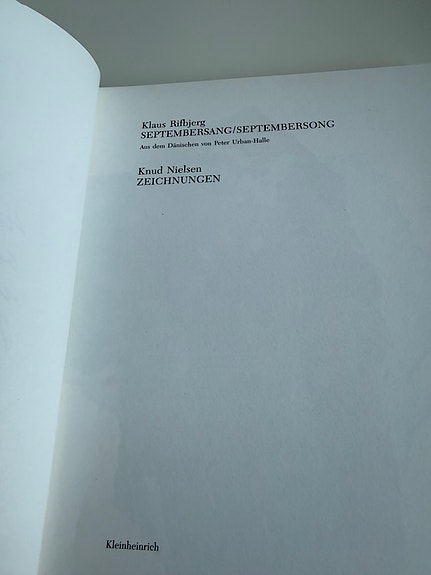 Klaus Rifbjerg
SEPTEMBERSANG/SEPTEMBERSONG
Aus dem Dänischen von Peter Urban-Halle
Knud Nielsen
ZEICHNUNGEN
Kleinheinrich